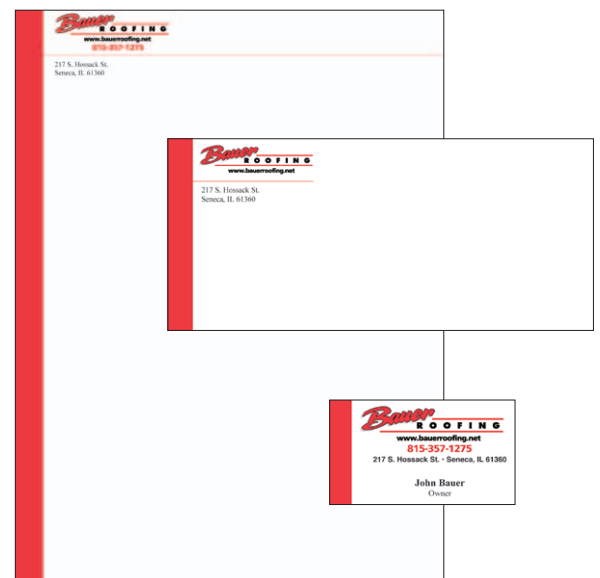 Bauer
ROOFING
www.bauerroofing.net
815-357-1275
217 S. Hossack St.
Seneca, IL 61360
Bauer
ROOFING
www.bauerroofing.net
217 S. Hossack St.
Seneca, IL 61360
Bauer
ROOFING
www.bauerroofing.net
815-357-1275
217 S. Hossack St. - Seneca, IL 61360
John Bauer
Owner